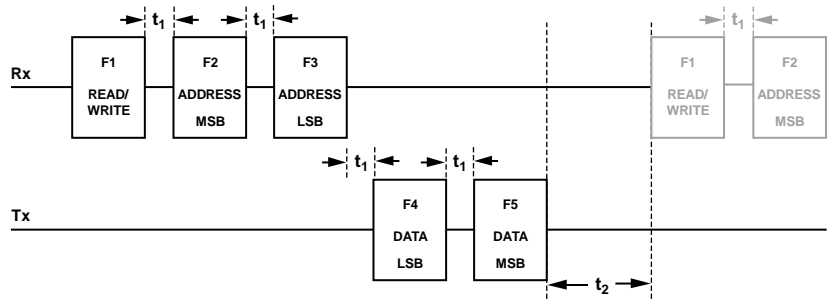 t1 t1 t1
F1 F2 F3 F1 F2
Rx
READ/ ADDRESS ADDRESS READ/ ADDRESS
WRITE MSB LSB WRITE MSB
t1 t1
F4 F5
Tx
DATA DATA
LSB MSB
t2